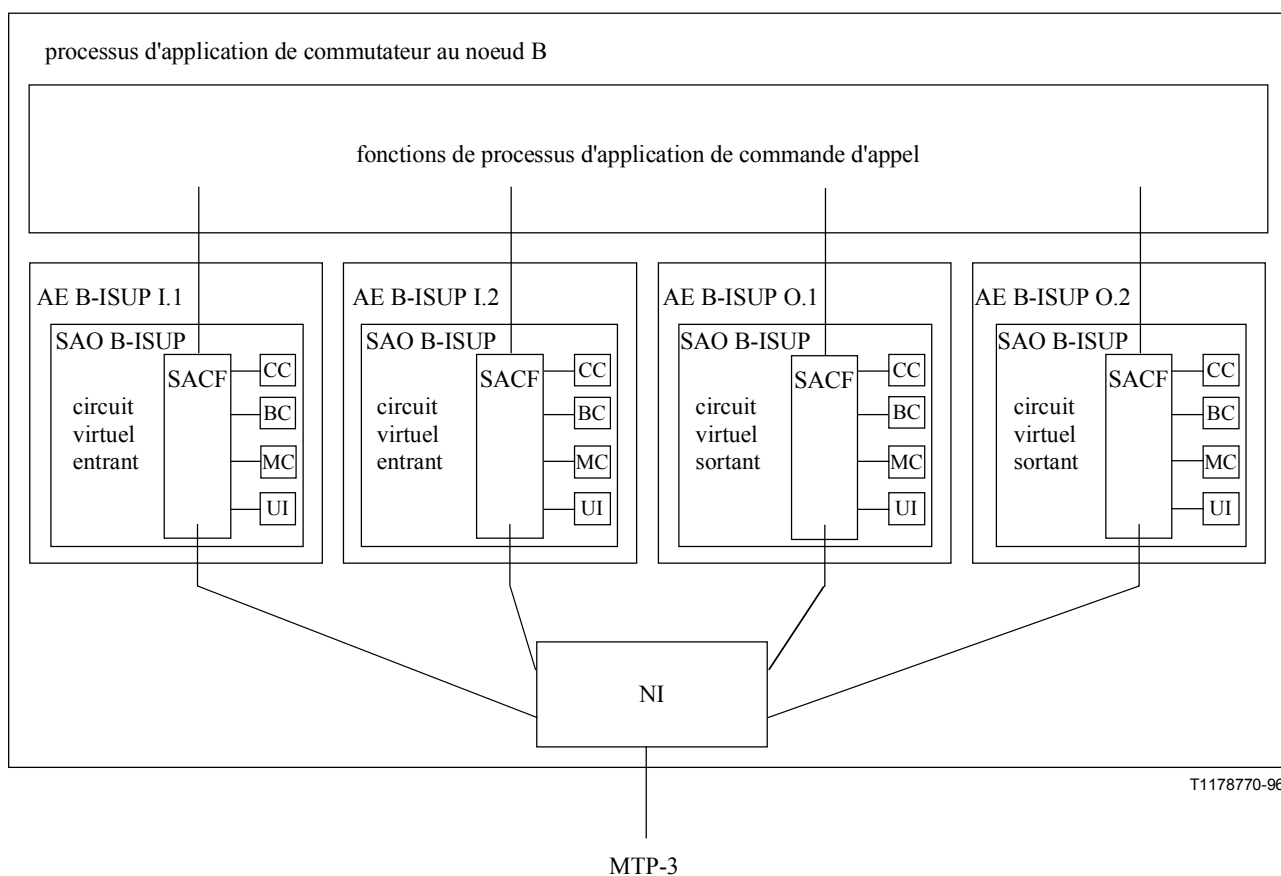 processus d'application de commutateur au noeud B
fonctions de processus d'application de commande d'appel
AE B-ISUP I.1
SAO B-ISUP
SACF
CC
BC
MC
UI
circuit
virtuel
entrant
AE B-ISUP I.2
SAO B-ISUP
SACF
CC
BC
MC
UI
circuit
virtuel
entrant
AE B-ISUP O.1
SAO B-ISUP
SACF
CC
BC
MC
UI
circuit
virtuel
sortant
AE B-ISUP O.2
SAO B-ISUP
SACF
CC
BC
MC
UI
circuit
virtuel
sortant
NI
T1178770-96
MTP-3